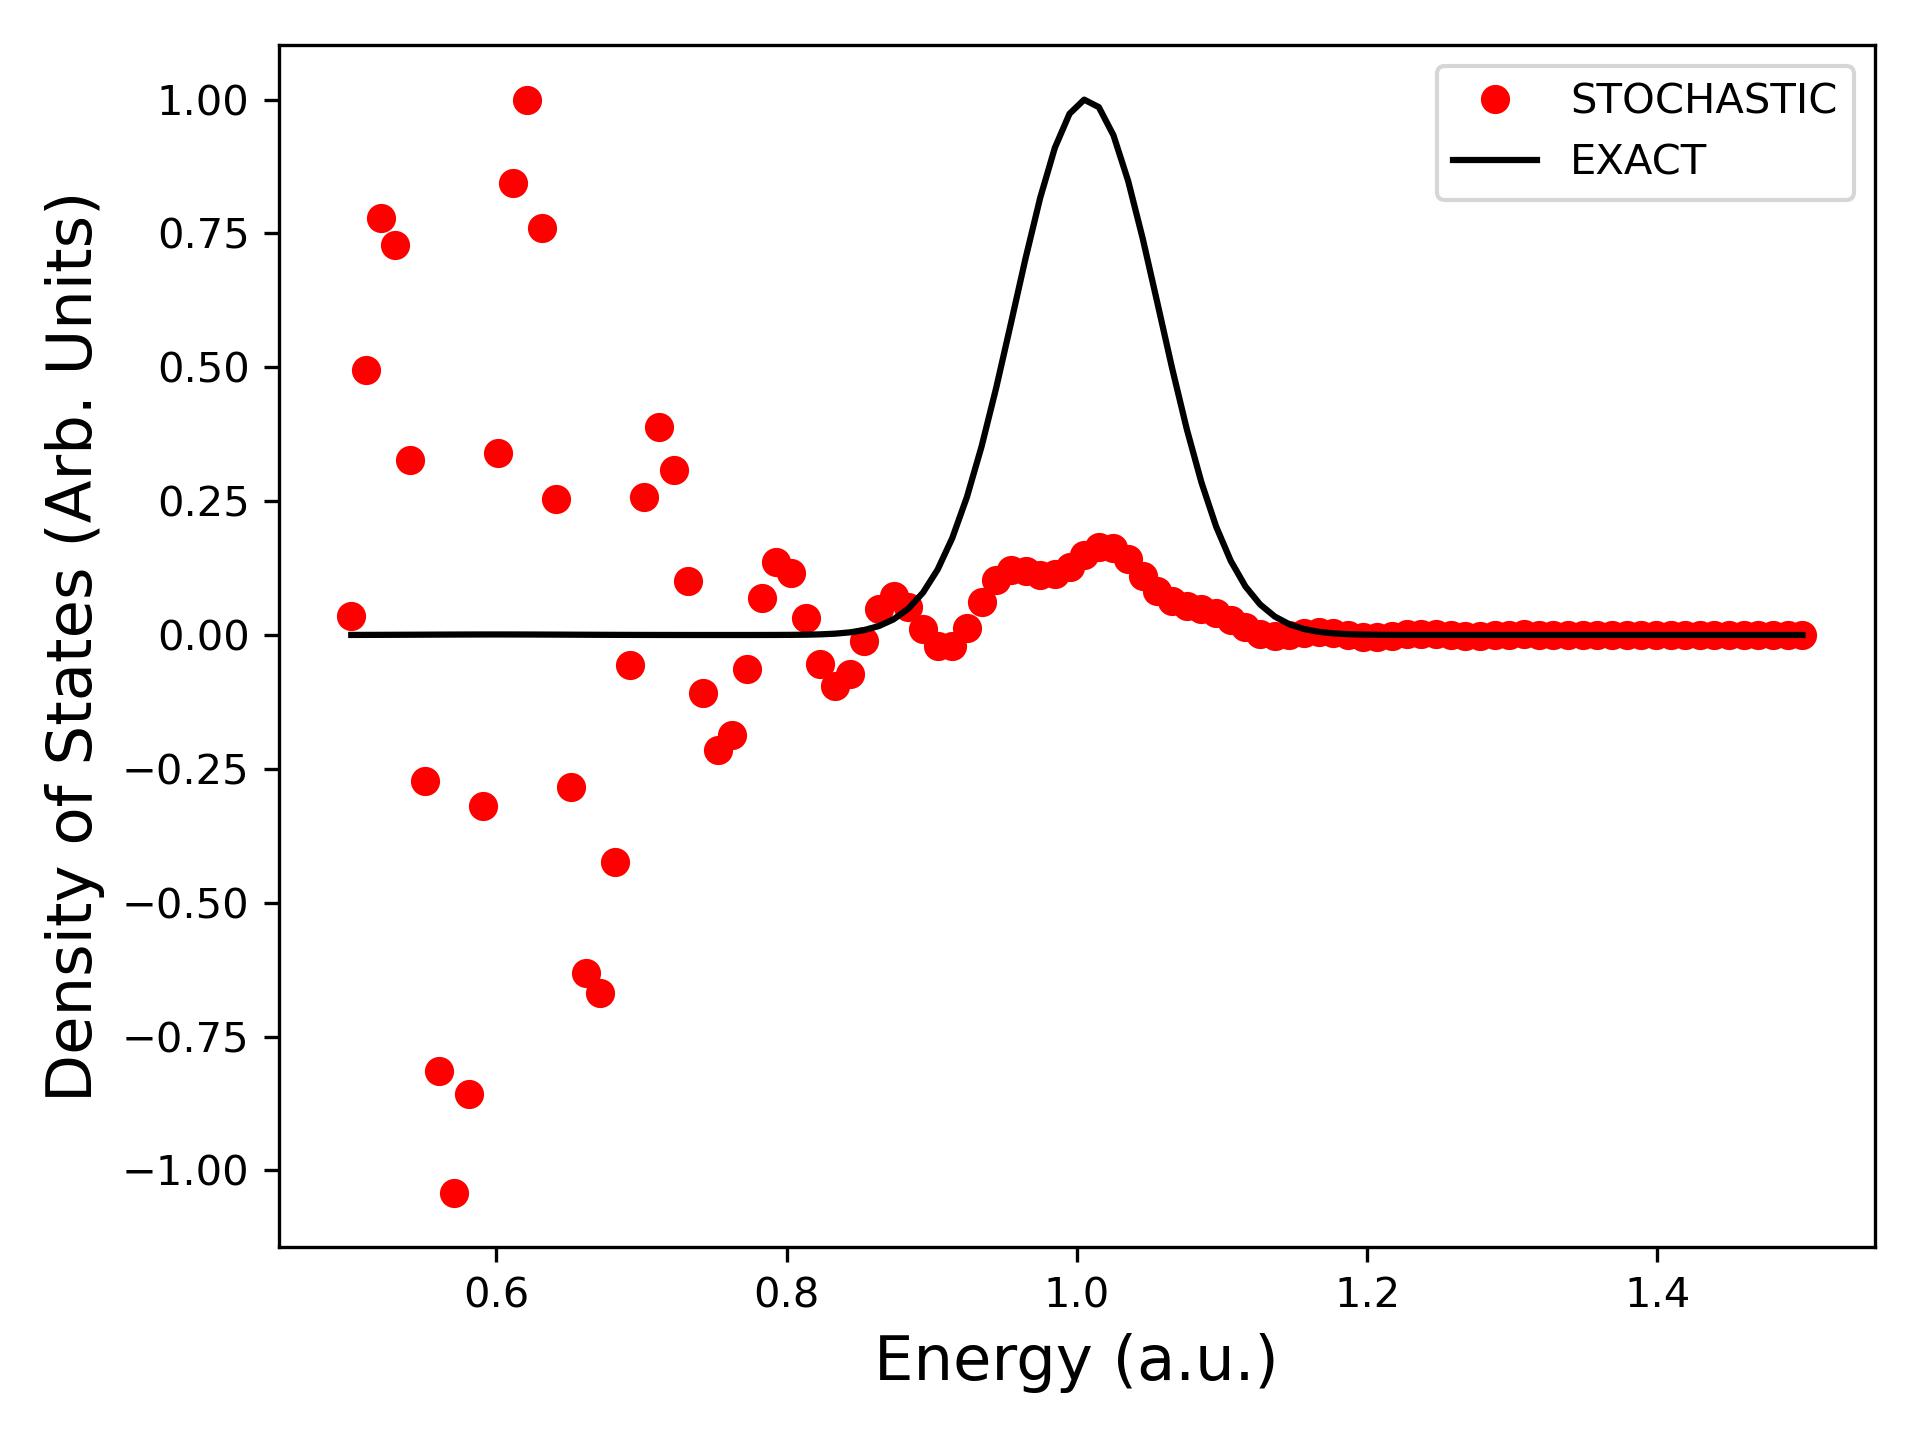 STOCHASTIC
EXACT
Density of States (Arb. Units)
1.00
0.75
0.50
0.25
0.00
−0.25
−0.50
−0.75
−1.00
0.6 0.8 1.0 1.2 1.4
Energy (a.u.)